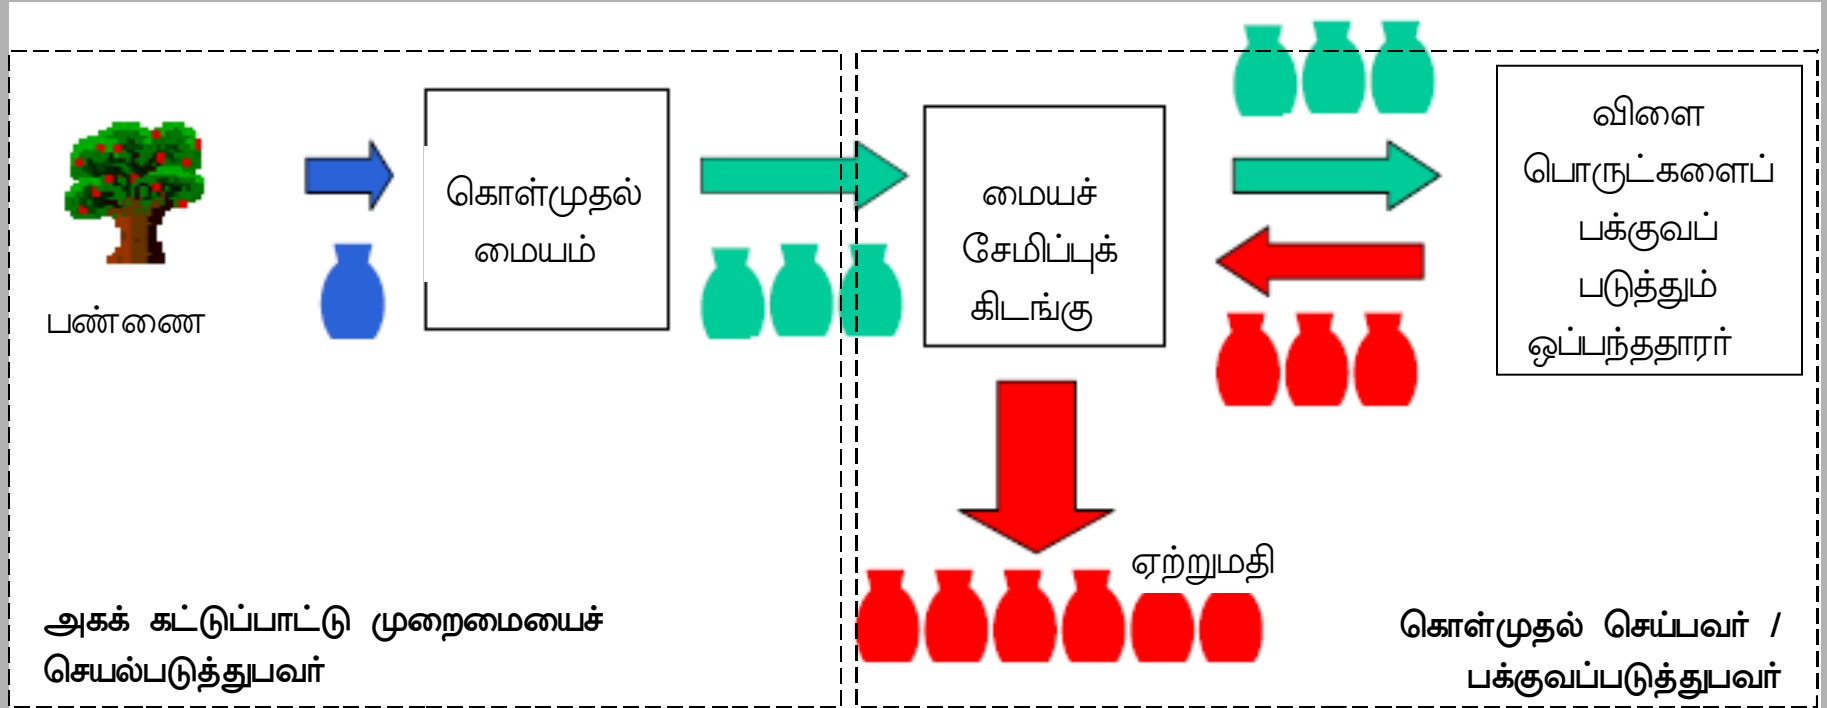 பண்ணை
கொள்முதல்
மையம்
மையச்
சேமிப்புக்
கிடங்கு
விளை
பொருட்களைப்
பக்குவப்
படுத்தும்
ஒப்பந்ததாரர்
ஏற்றுமதி
அகக் கட்டுப்பாட்டு முறைமையைச்
செயல்படுத்துபவர்
கொள்முதல் செய்பவர் /
பக்குவப்படுத்துபவர்